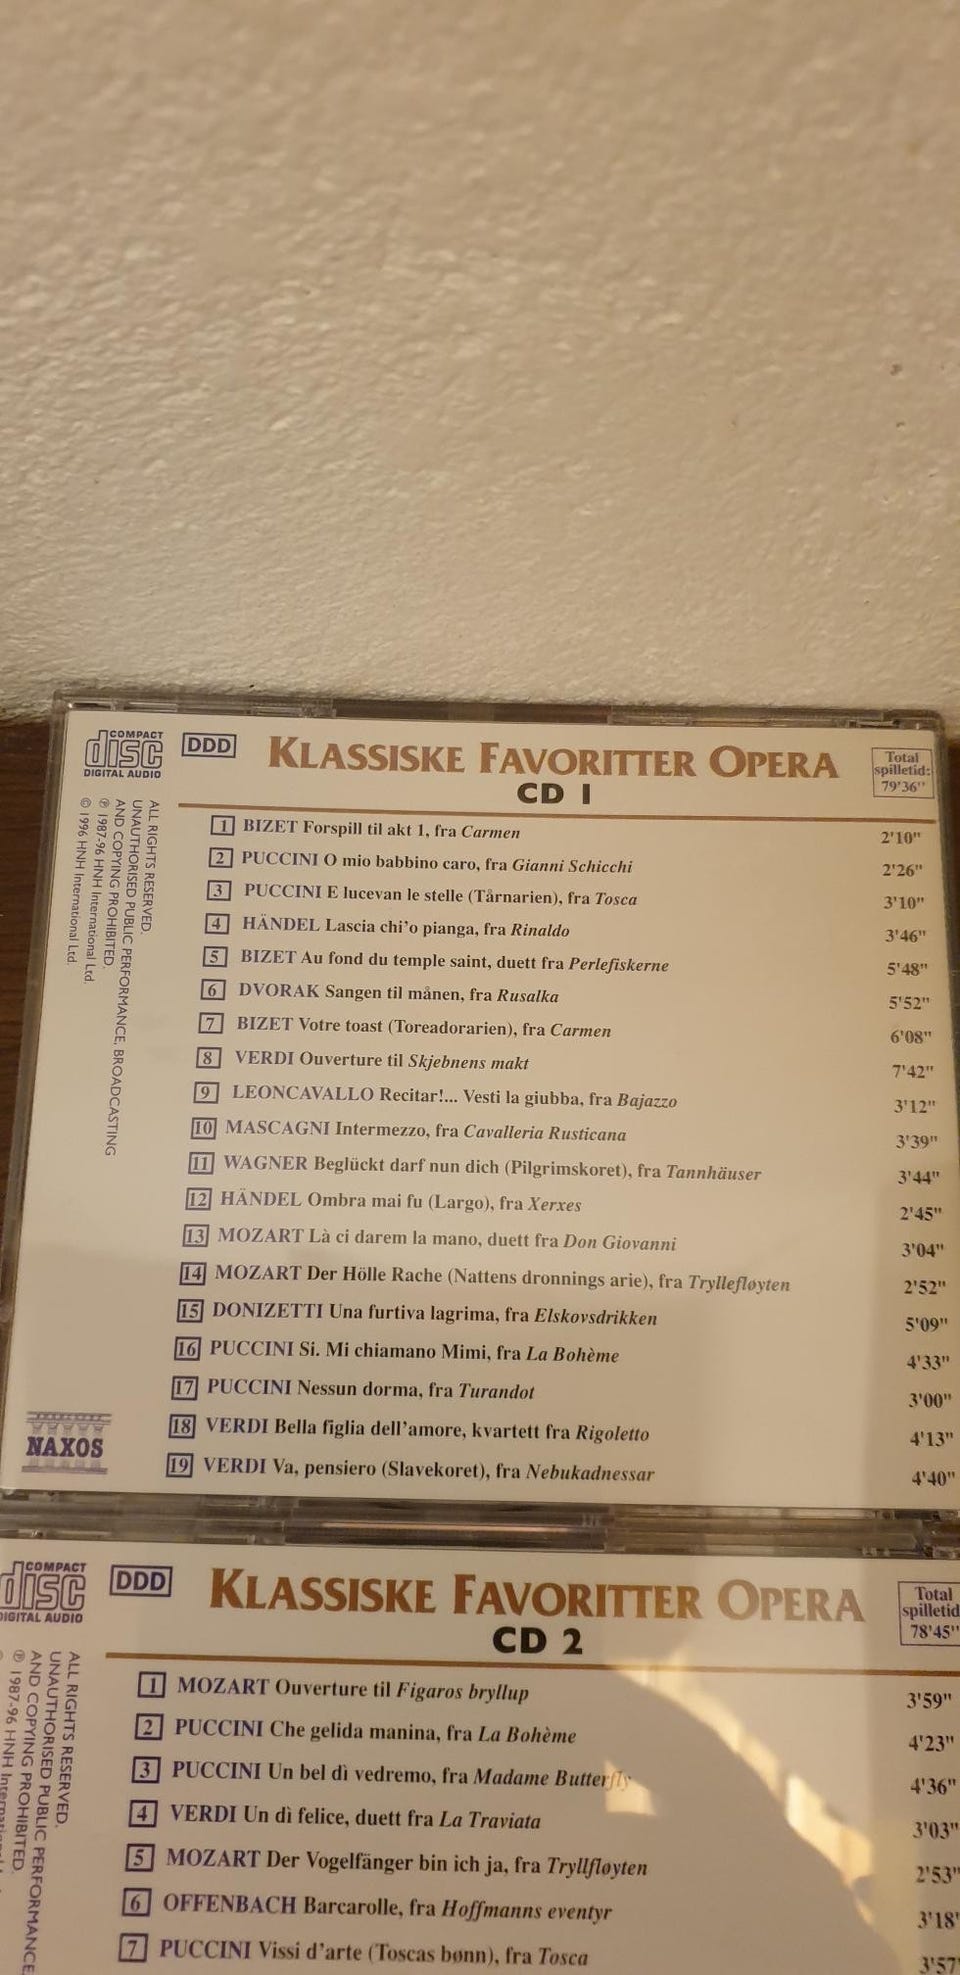 COMPACT
disc
DIGITAL AUDIO
DDD
KLASSISKE FAVORITTER OPERA
CD 1
Total
spilletid:
79'36"
1 BIZET Forspill til akt 1, fra Carmen 2'10"
2 PUCCINI O mio babbino caro, fra Gianni Schicchi 2'26"
3 PUCCINI E lucevan le stelle (Tårnarien), fra Tosca 3'10"
4 HÄNDEL Lascia chi'o pianga, fra Rinaldo 3'46"
5 BIZET Au fond du temple saint, duett fra Perlefiskerne 5'48"
6 DVORAK Sangen til månen, fra Rusalka 5'52"
7 BIZET Votre toast (Toreadorarien), fra Carmen 6'08"
8 VERDI Ouverture til Skjebnens makt 7'42"
9 LEONCAVALLO Recitar!... Vesti la giubba, fra Bajazzo 3'12"
10 MASCAGNI Intermezzo, fra Cavalleria Rusticana 3'39"
11 WAGNER Beglückt darf nun dich (Pilgrimskoret), fra Tannhäuser 3'44"
12 HÄNDEL Ombra mai fu (Largo), fra Xerxes 2'45"
13 MOZART Là ci darem la mano, duett fra Don Giovanni 3'04"
14 MOZART Der Hölle Rache (Nattens dronnings arie), fra Tryllefløyten 2'52"
15 DONIZETTI Una furtiva lagrima, fra Elskovsdrikken 5'09"
16 PUCCINI Si. Mi chiamano Mimi, fra La Bohème 4'33"
17 PUCCINI Nessun dorma, fra Turandot 3'00"
18 VERDI Bella figlia dell'amore, kvartett fra Rigoletto 4'13"
19 VERDI Va, pensiero (Slavekoret), fra Nebukadnessar 4'40"
ALL RIGHTS RESERVED.
UNAUTHORISED PUBLIC PERFORMANCE, BROADCASTING
AND COPYING PROHIBITED.
℗ 1987-96 HNH International Ltd.
© 1996 HNH International Ltd.
NAXOS
COMPACT
disc
DIGITAL AUDIO
DDD
KLASSISKE FAVORITTER OPERA
CD 2
Total
spilletid
78'45"
1 MOZART Ouverture til Figaros bryllup 3'59"
2 PUCCINI Che gelida manina, fra La Bohème 4'23"
3 PUCCINI Un bel dì vedremo, fra Madame Butterfly 4'36"
4 VERDI Un dì felice, duett fra La Traviata 3'03"
5 MOZART Der Vogelfänger bin ich ja, fra Tryllfløyten 2'53"
6 OFFENBACH Barcarolle, fra Hoffmanns eventyr 3'18"
7 PUCCINI Vissi d'arte (Toscas bønn), fra Tosca 3'57"
ALL RIGHTS RESERVED.
UNAUTHORISED PUBLIC PERFORMANCE,
AND COPYING PROHIBITED.
℗ 1987-96 HNH